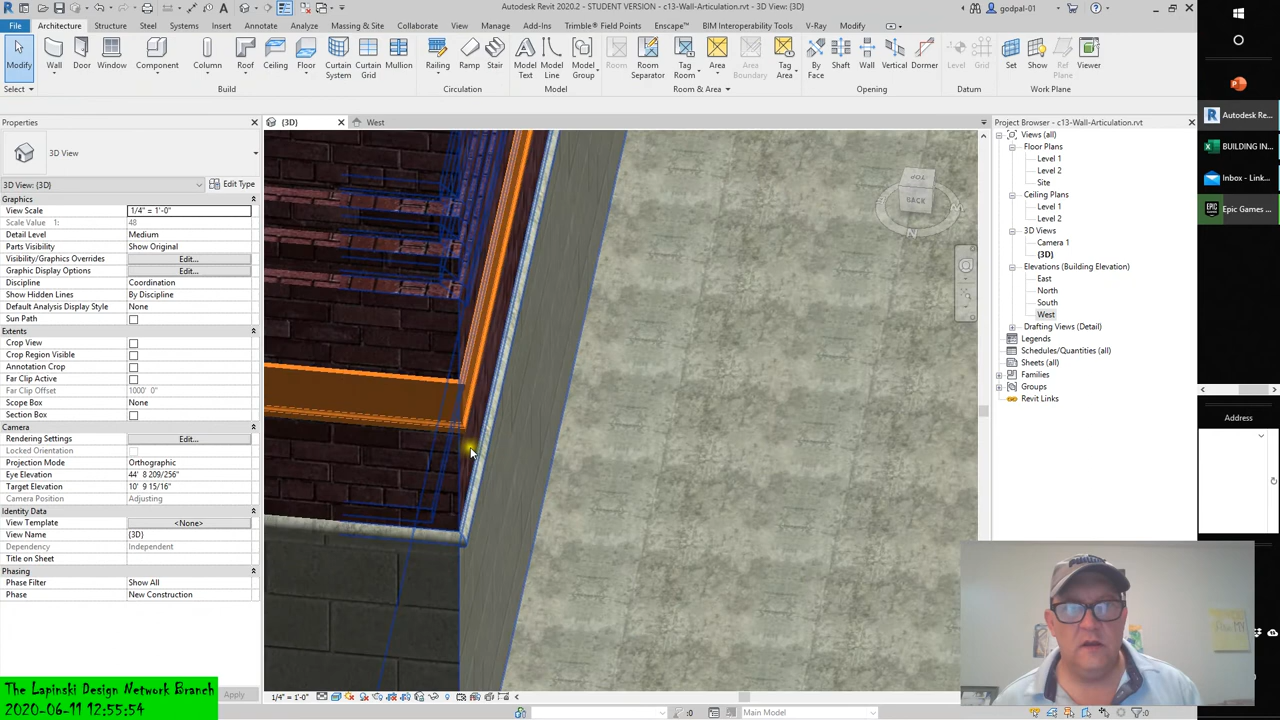 Autodesk Revit 2020.2 - STUDENT VERSION - c13-Wall-Articulation.rvt - 3D View: {3D}
godpal-01
File Architecture Structure Steel Systems Insert Annotate Analyze Massing & Site Collaborate View Manage Add-Ins Trimble® Field Points Enscape™ BIM Interoperability Tools V-Ray Modify
Modify Wall Door Window Component Column Roof Ceiling Floor Curtain System Curtain Grid Mullion Railing Ramp Stair Model Text Model Line Model Group Room Room Separator Tag Room Area Area Boundary Tag Area By Face Shaft Wall Vertical Dormer Level Grid Set Show Ref Plane Viewer
Select Build Circulation Model Room & Area Opening Datum Work Plane
Properties
{3D}
West
3D View
3D View: {3D}
Edit Type
Graphics
View Scale 1/4" = 1'-0"
Scale Value 1: 48
Detail Level Medium
Parts Visibility Show Original
Visibility/Graphics Overrides Edit...
Graphic Display Options Edit...
Discipline Coordination
Show Hidden Lines By Discipline
Default Analysis Display Style None
Sun Path
Extents
Crop View
Crop Region Visible
Annotation Crop
Far Clip Active
Far Clip Offset 1000' 0"
Scope Box None
Section Box
Camera
Rendering Settings Edit...
Locked Orientation
Projection Mode Orthographic
Eye Elevation 44' 8 209/256"
Target Elevation 10' 9 15/16"
Camera Position Adjusting
Identity Data
View Template <None>
View Name {3D}
Dependency Independent
Title on Sheet
Phasing
Phase Filter Show All
Phase New Construction
Apply
The Lapinski Design Network Branch
2020-06-11 12:55:54
TOP
BACK
N
1/4" = 1'-0"
:0
Main Model
:0
Project Browser - c13-Wall-Articulation.rvt
Views (all)
Floor Plans
Level 1
Level 2
Site
Ceiling Plans
Level 1
Level 2
3D Views
Camera 1
{3D}
Elevations (Building Elevation)
East
North
South
West
Drafting Views (Detail)
Legends
Schedules/Quantities (all)
Sheets (all)
Families
Groups
Revit Links
Autodesk Re...
BUILDING IN...
Inbox - Link...
Epic Games ...
Address